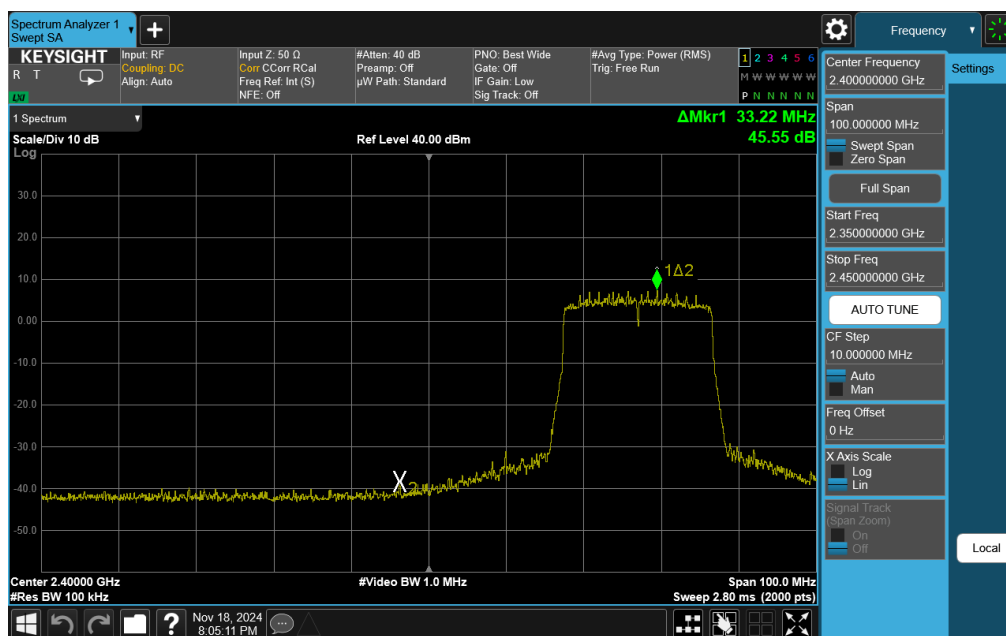 Spectrum Analyzer 1
Swept SA
Frequency
KEYSIGHT
R T
LXI
Input: RF
Coupling: DC
Align: Auto
Input Z: 50 Ω
Corr CCorr RCal
Freq Ref: Int (S)
NFE: Off
#Atten: 40 dB
Preamp: Off
µW Path: Standard
PNO: Best Wide
Gate: Off
IF Gain: Low
Sig Track: Off
#Avg Type: Power (RMS)
Trig: Free Run
1 2 3 4 5 6
M W W W W W
P N N N N N
1 Spectrum
Scale/Div 10 dB
Log
Ref Level 40.00 dBm
ΔMkr1 33.22 MHz
45.55 dB
30.0
20.0
10.0
0.00
-10.0
-20.0
-30.0
-40.0
-50.0
1Δ2
X2
Center 2.40000 GHz
#Res BW 100 kHz
#Video BW 1.0 MHz
Span 100.0 MHz
Sweep 2.80 ms (2000 pts)
Center Frequency
2.400000000 GHz
Settings
Span
100.000000 MHz
Swept Span
Zero Span
Full Span
Start Freq
2.350000000 GHz
Stop Freq
2.450000000 GHz
AUTO TUNE
CF Step
10.000000 MHz
Auto
Man
Freq Offset
0 Hz
X Axis Scale
Log
Lin
Signal Track
(Span Zoom)
On
Off
Local
?
Nov 18, 2024
8:05:11 PM